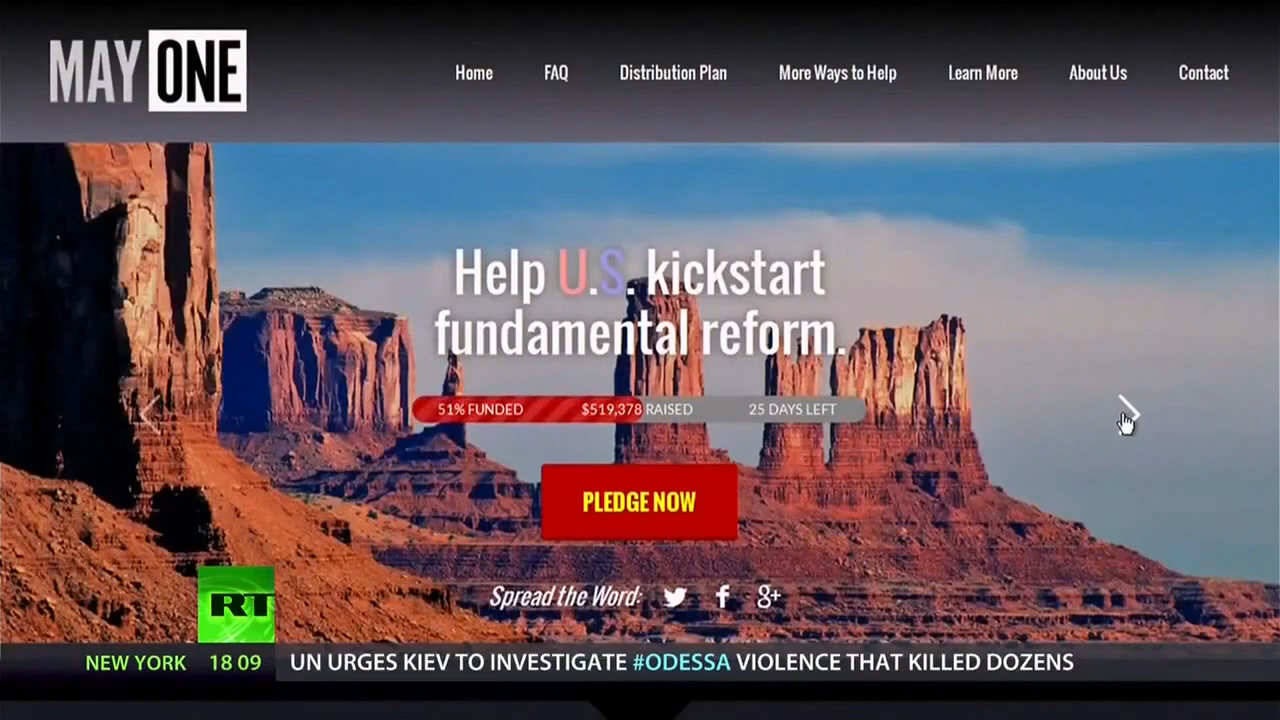 MAY ONE
Home FAQ Distribution Plan More Ways to Help Learn More About Us Contact
Help U.S. kickstart
fundamental reform.
51% FUNDED $519,378 RAISED 25 DAYS LEFT
PLEDGE NOW
Spread the Word:
RT
NEW YORK 18 09 UN URGES KIEV TO INVESTIGATE #ODESSA VIOLENCE THAT KILLED DOZENS